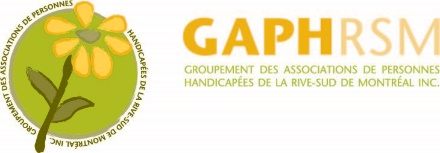 GROUPEMENT DES ASSOCIATIONS DE PERSONNES HANDICAPÉES DE LA RIVE-SUD DE MONTRÉAL INC.
GAPHRSM
GROUPEMENT DES ASSOCIATIONS DE PERSONNES
HANDICAPÉES DE LA RIVE-SUD DE MONTRÉAL INC.